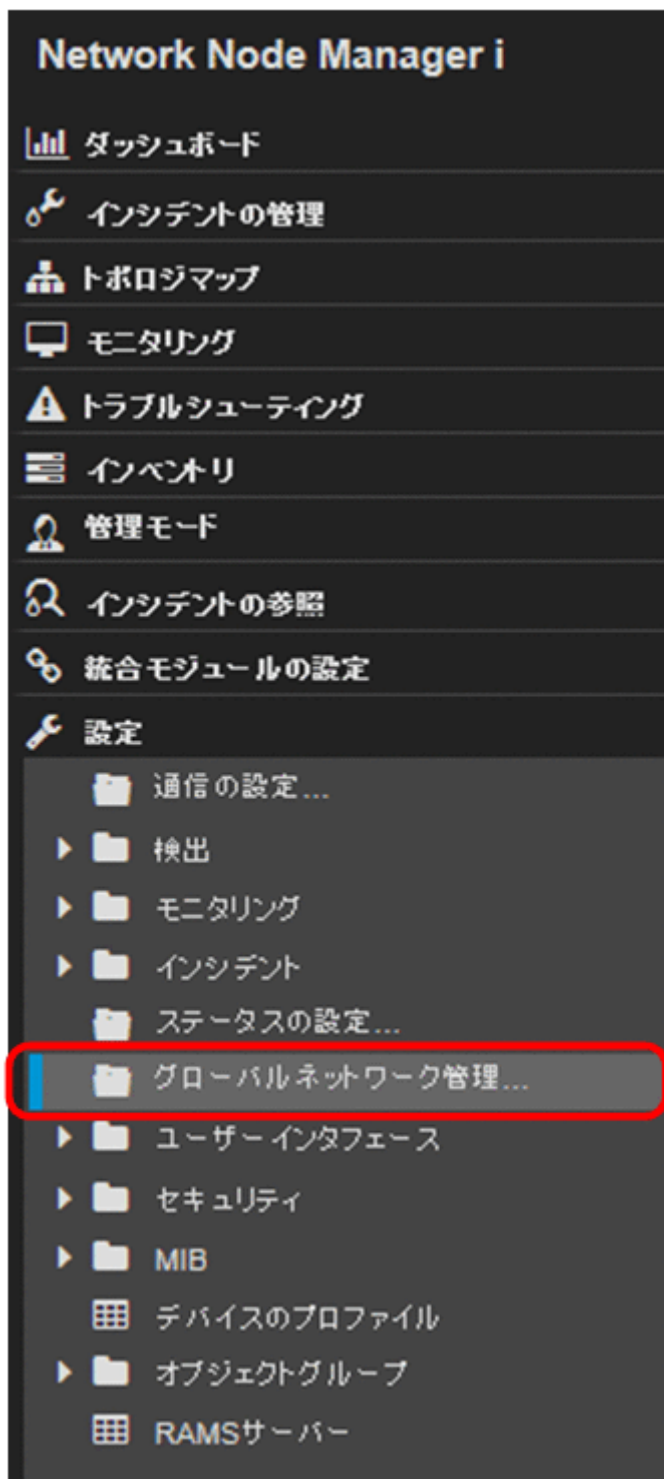 Network Node Manager i
ダッシュボード
インシデントの管理
トポロジマップ
モニタリング
トラブルシューティング
インベントリ
管理モード
インシデントの参照
統合モジュールの設定
設定
通信の設定...
検出
モニタリング
インシデント
ステータスの設定...
グローバルネットワーク管理...
ユーザーインタフェース
セキュリティ
MIB
デバイスのプロファイル
オブジェクトグループ
RAMSサーバー